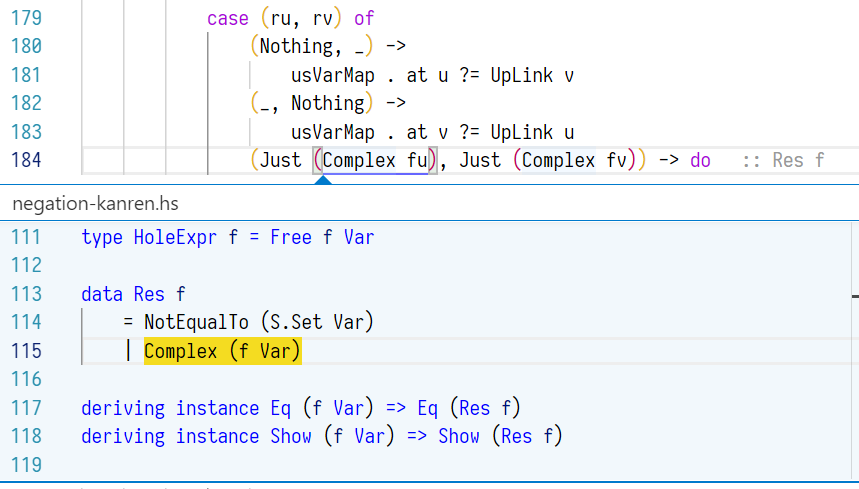 179 case (ru, rv) of
180 (Nothing, _) ->
181 usVarMap . at u ?= UpLink v
182 (_, Nothing) ->
183 usVarMap . at v ?= UpLink u
184 (Just (Complex fu), Just (Complex fv)) -> do :: Res f
negation-kanren.hs
111 type HoleExpr f = Free f Var
112
113 data Res f
114 = NotEqualTo (S.Set Var)
115 | Complex (f Var)
116
117 deriving instance Eq (f Var) => Eq (Res f)
118 deriving instance Show (f Var) => Show (Res f)
119